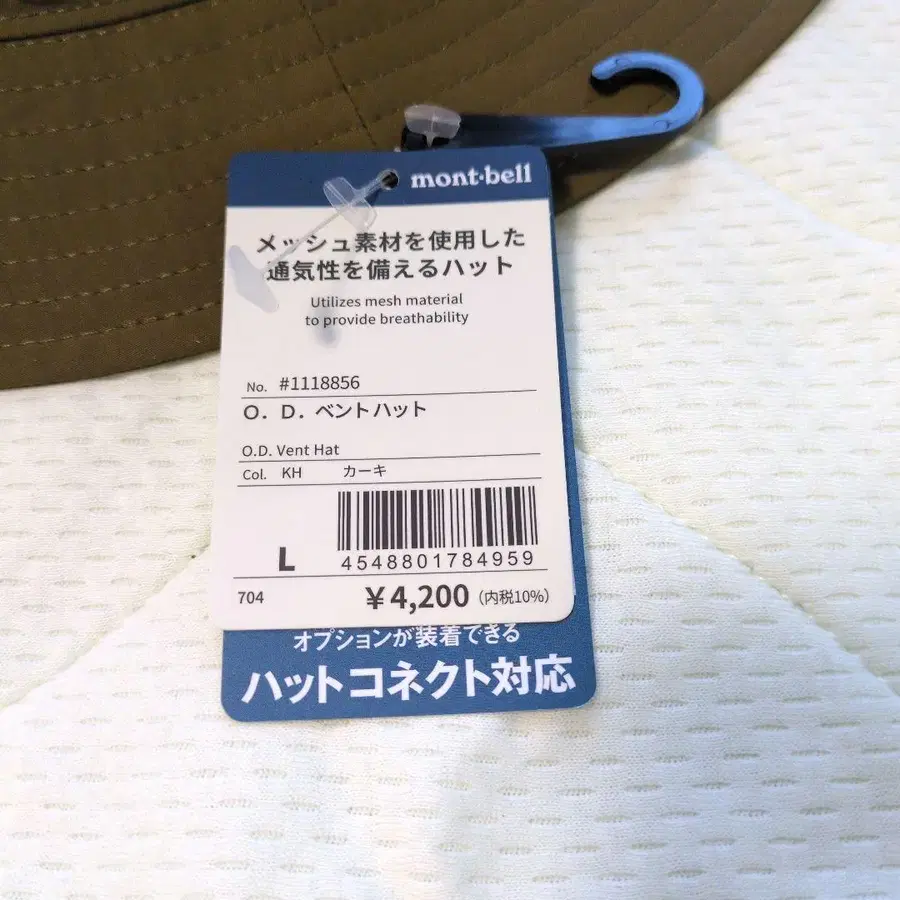 mont-bell
メッシュ素材を使用した
通気性を備えるハット
Utilizes mesh material
to provide breathability
No. #1118856
O. D. ベントハット
O.D. Vent Hat
Col. KH カーキ
L
4548801784959
704 ¥4,200 (内税10%)
オプションが装着できる
ハットコネクト対応